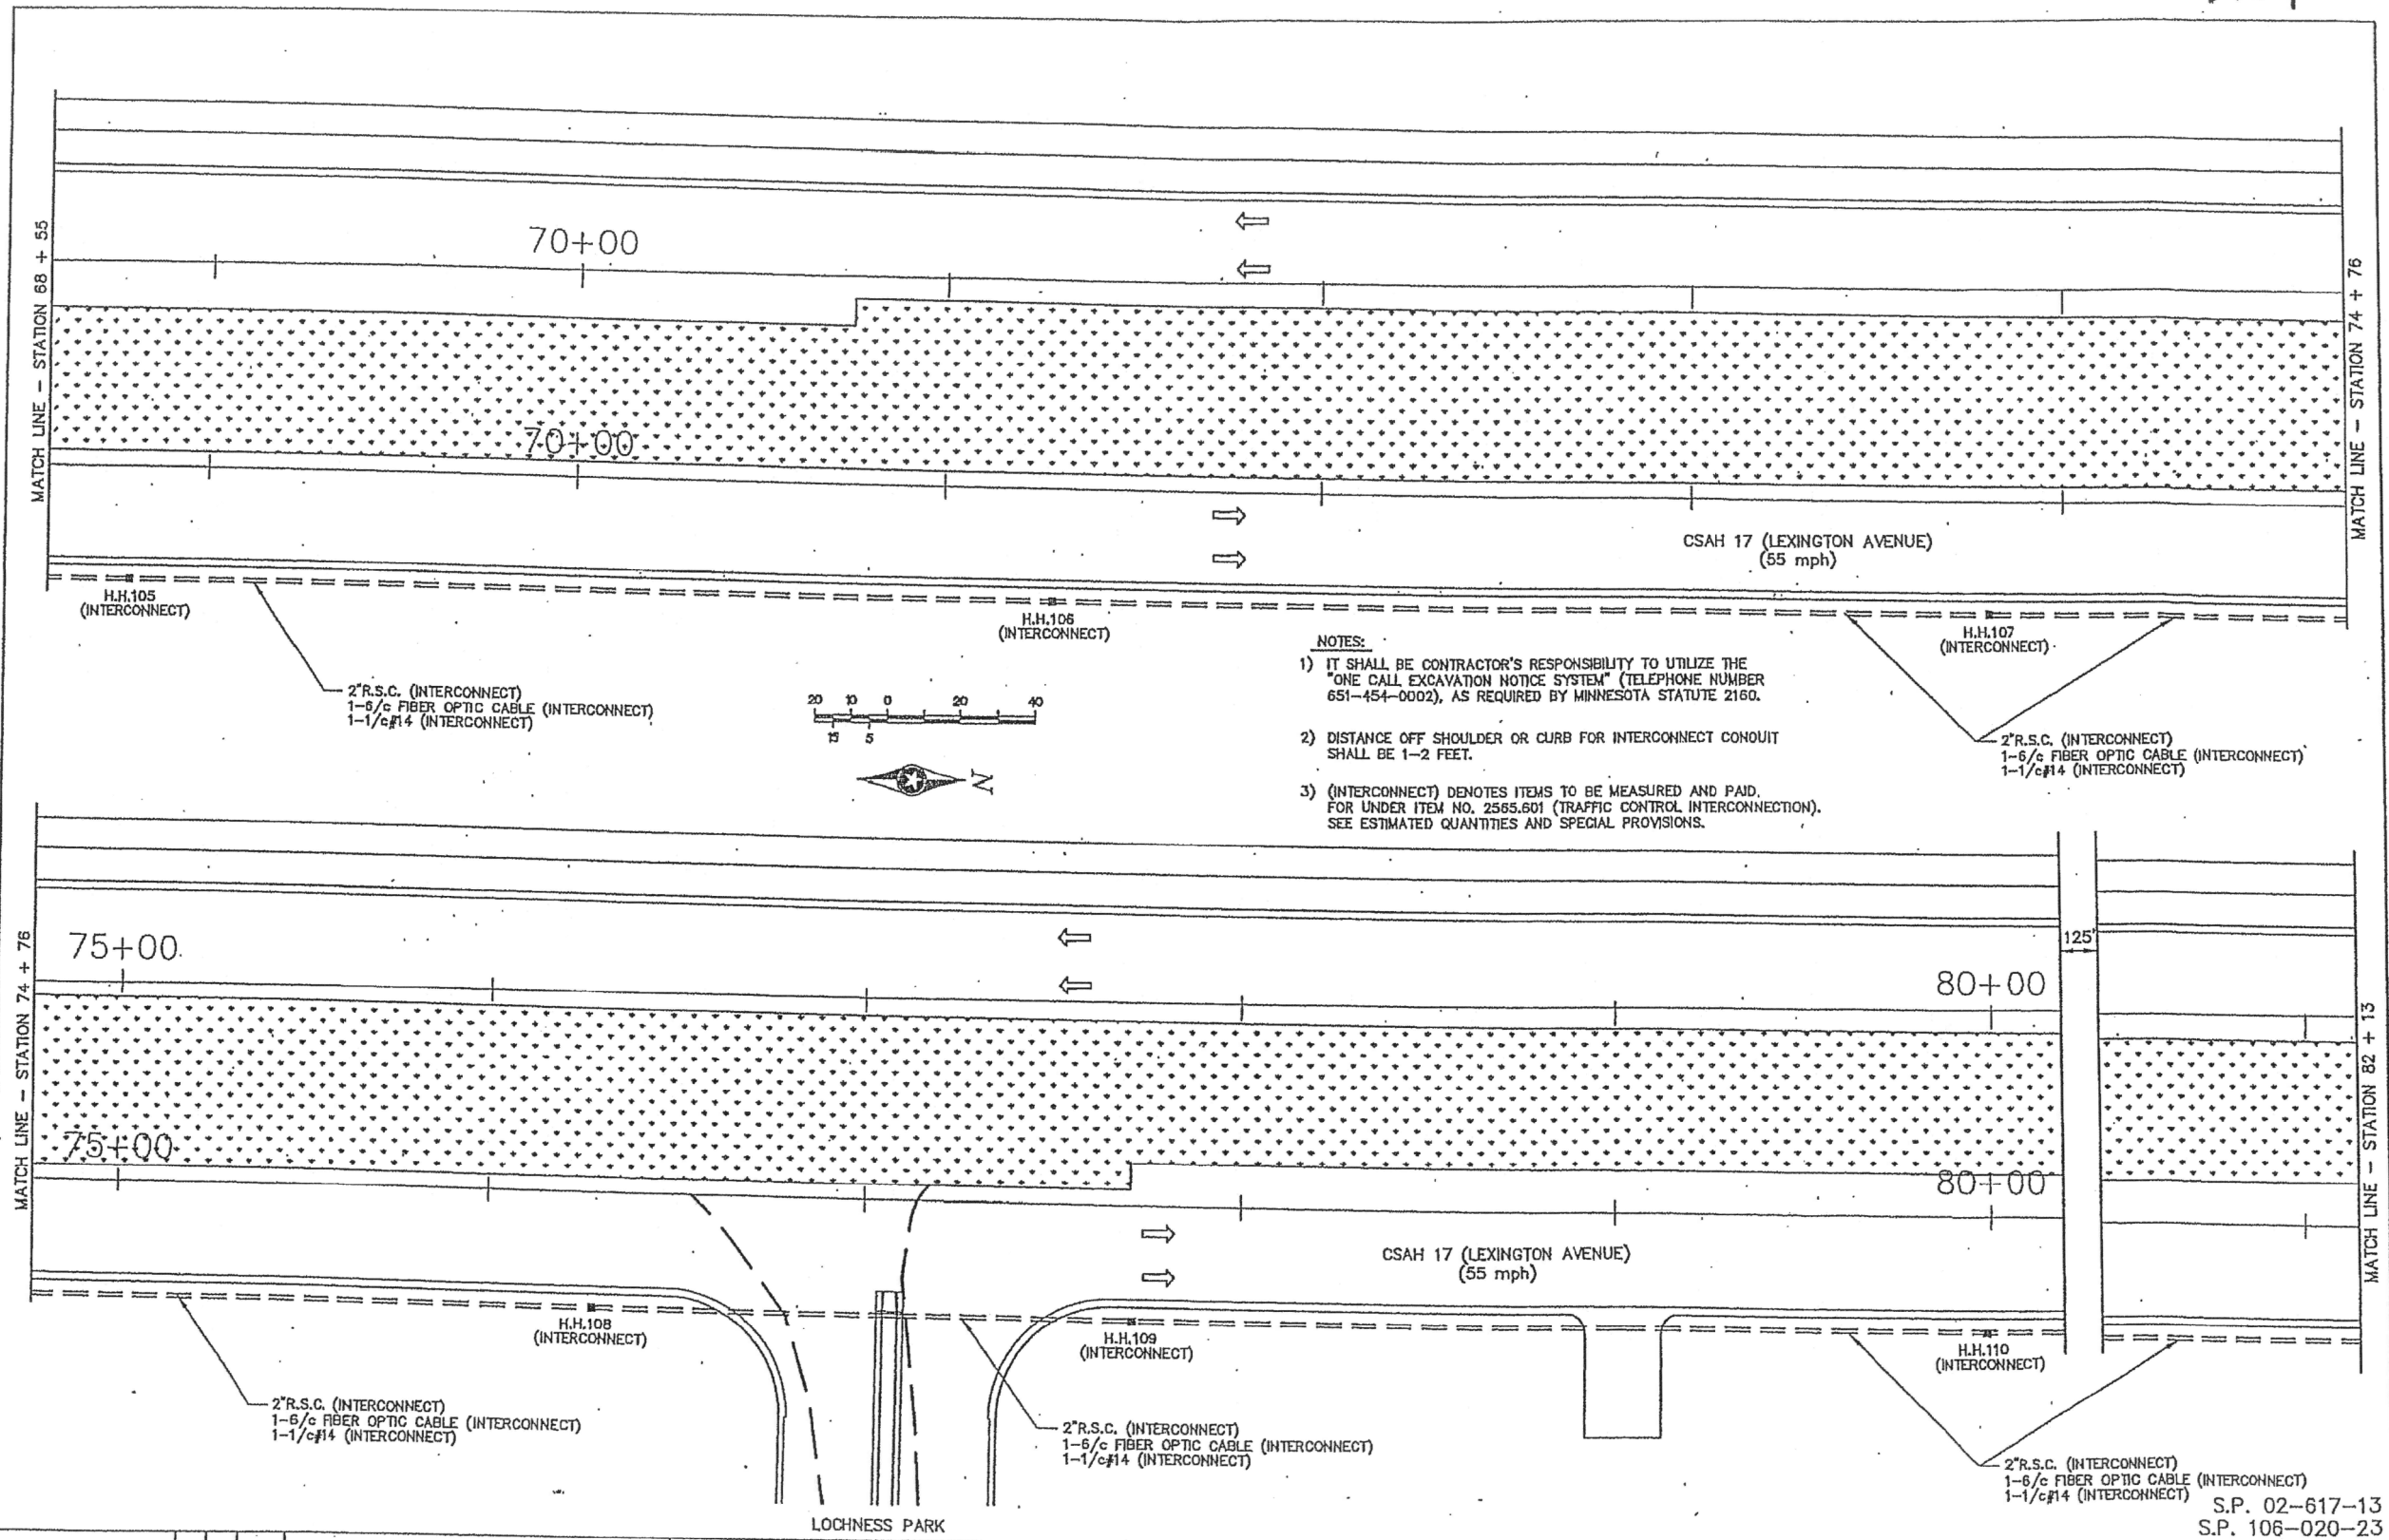 MATCH LINE - STATION 68 + 55
70+00
70+00
MATCH LINE - STATION 74 + 76
CSAH 17 (LEXINGTON AVENUE)
(55 mph)
H.H.105
(INTERCONNECT)
H.H.106
(INTERCONNECT)
H.H.107
(INTERCONNECT)
2"R.S.C. (INTERCONNECT)
1-6/c FIBER OPTIC CABLE (INTERCONNECT)
1-1/c#14 (INTERCONNECT)
20 10 0 20 40
15 5
N
NOTES:
1) IT SHALL BE CONTRACTOR'S RESPONSIBILITY TO UTILIZE THE
"ONE CALL EXCAVATION NOTICE SYSTEM" (TELEPHONE NUMBER
651-454-0002), AS REQUIRED BY MINNESOTA STATUTE 216D.
2) DISTANCE OFF SHOULDER OR CURB FOR INTERCONNECT CONDUIT
SHALL BE 1-2 FEET.
3) (INTERCONNECT) DENOTES ITEMS TO BE MEASURED AND PAID
FOR UNDER ITEM NO. 2565.601 (TRAFFIC CONTROL INTERCONNECTION).
SEE ESTIMATED QUANTITIES AND SPECIAL PROVISIONS.
2"R.S.C. (INTERCONNECT)
1-6/c FIBER OPTIC CABLE (INTERCONNECT)
1-1/c#14 (INTERCONNECT)
MATCH LINE - STATION 74 + 76
75+00
80+00
125'
75+00
80+00
MATCH LINE - STATION 82 + 13
CSAH 17 (LEXINGTON AVENUE)
(55 mph)
H.H.108
(INTERCONNECT)
H.H.109
(INTERCONNECT)
H.H.110
(INTERCONNECT)
2"R.S.C. (INTERCONNECT)
1-6/c FIBER OPTIC CABLE (INTERCONNECT)
1-1/c#14 (INTERCONNECT)
2"R.S.C. (INTERCONNECT)
1-6/c FIBER OPTIC CABLE (INTERCONNECT)
1-1/c#14 (INTERCONNECT)
2"R.S.C. (INTERCONNECT)
1-6/c FIBER OPTIC CABLE (INTERCONNECT)
1-1/c#14 (INTERCONNECT)
LOCHNESS PARK
S.P. 02-617-13
S.P. 106-020-23